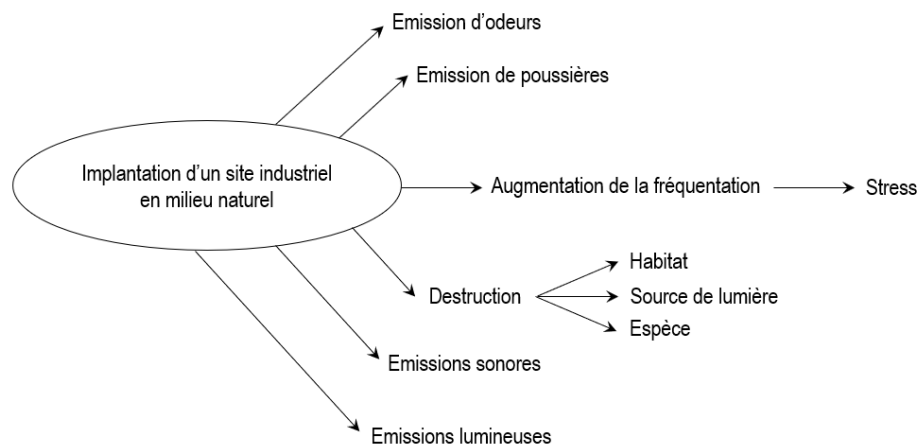 Emission d'odeurs
Emission de poussières
Implantation d'un site industriel
en milieu naturel
Augmentation de la fréquentation
Stress
Habitat
Destruction
Source de lumière
Espèce
Emissions sonores
Emissions lumineuses